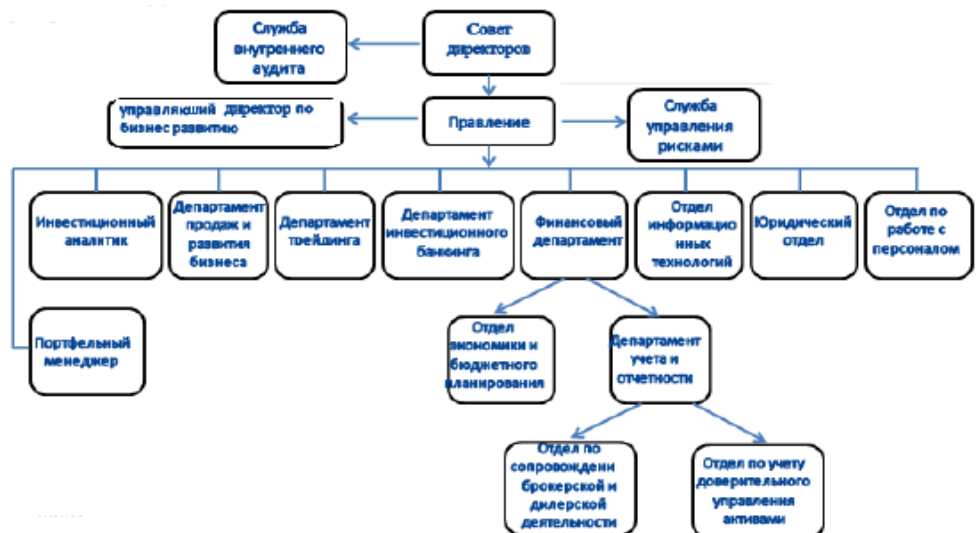 Служба
внутреннего
аудита
Совет
директоров
управляющий директор по
бизнес развитию
Правление
Служба
управления
рисками
Инвестиционный
аналитик
Департамент
продаж и
развития
бизнеса
Департамент
трейдинга
Департамент
инвестиционного
банкинга
Финансовый
департамент
Отдел
информацио
нных
технологий
Юридический
отдел
Отдел по
работе с
персоналом
Портфельный
менеджер
Отдел
экономики и
бюджетного
планирования
Департамент
учета и
отчетности
Отдел по
сопровождени
брокерской и
дилерской
деятельности
Отдел по учету
доверительного
управления
активами